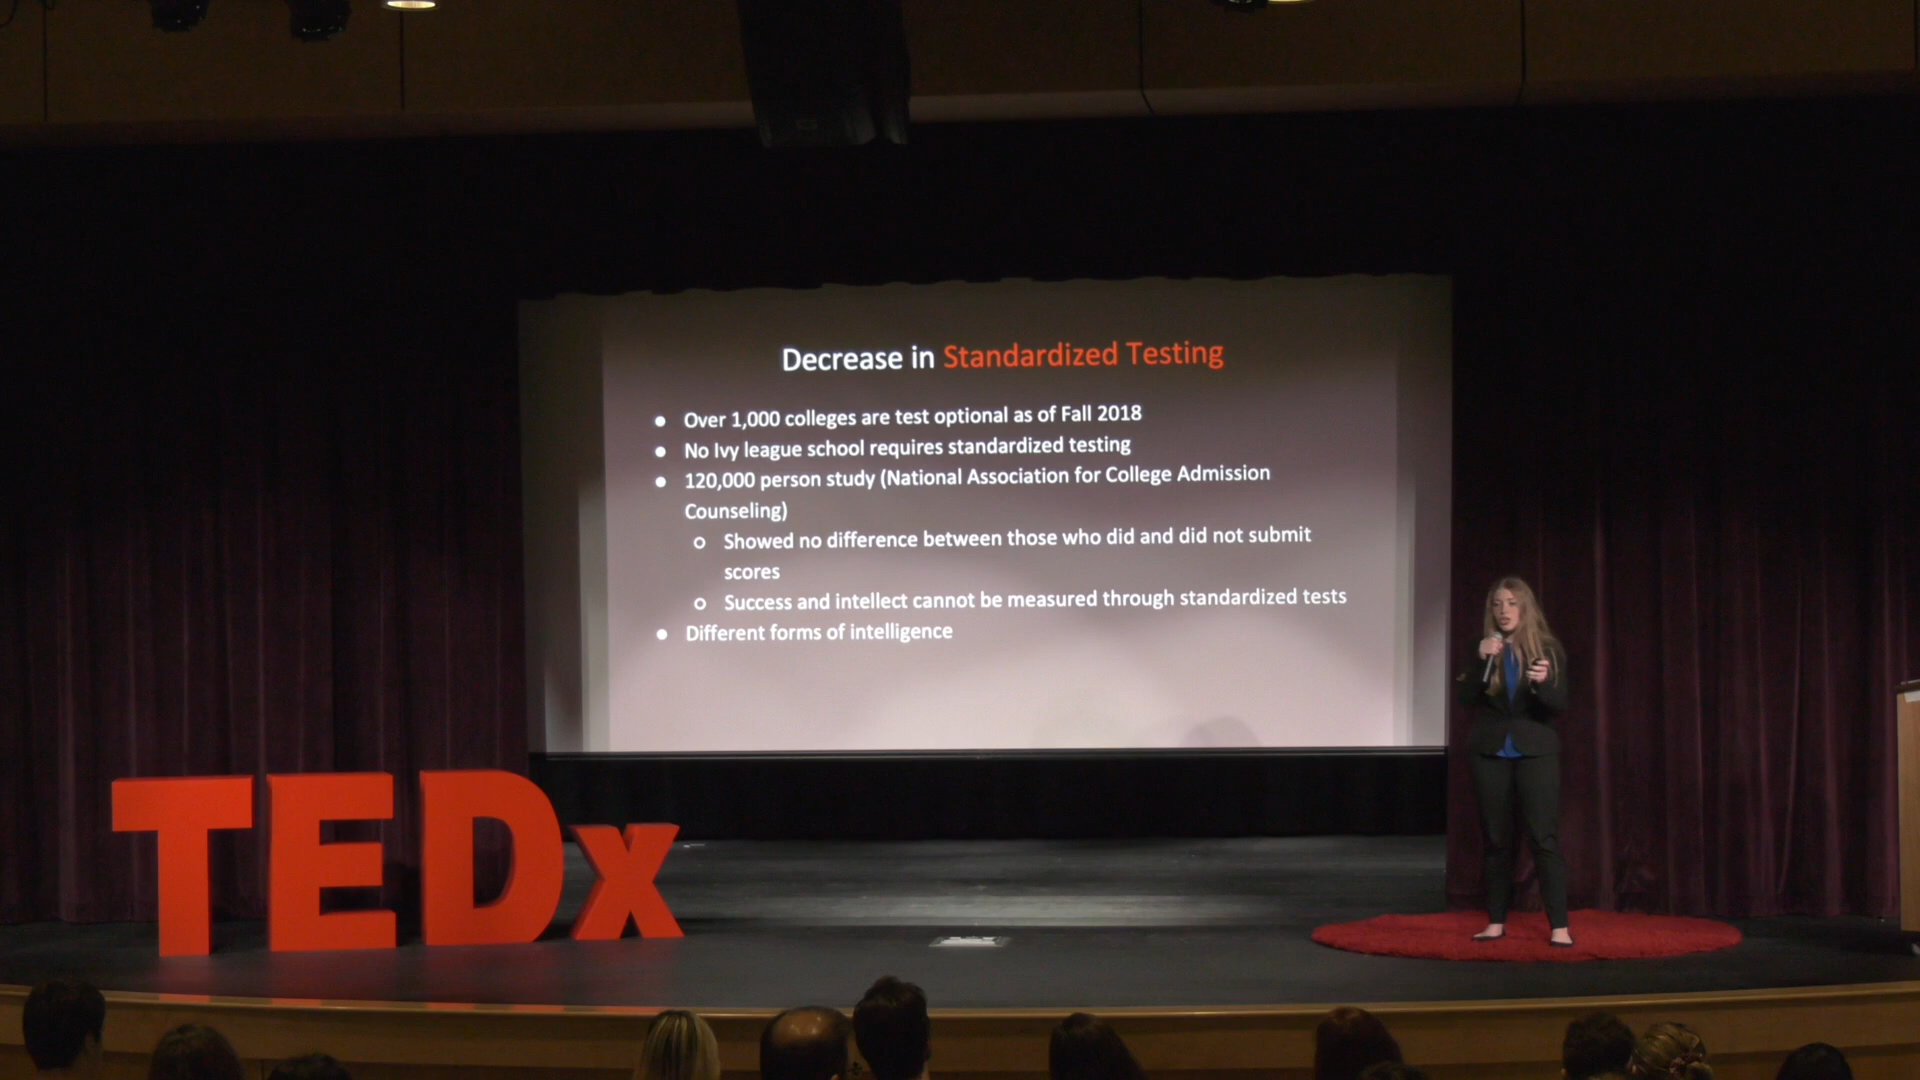 Decrease in Standardized Testing
● Over 1,000 colleges are test optional as of Fall 2018
● No Ivy league school requires standardized testing
● 120,000 person study (National Association for College Admission
Counseling)
○ Showed no difference between those who did and did not submit
scores
○ Success and intellect cannot be measured through standardized tests
● Different forms of intelligence
TEDx